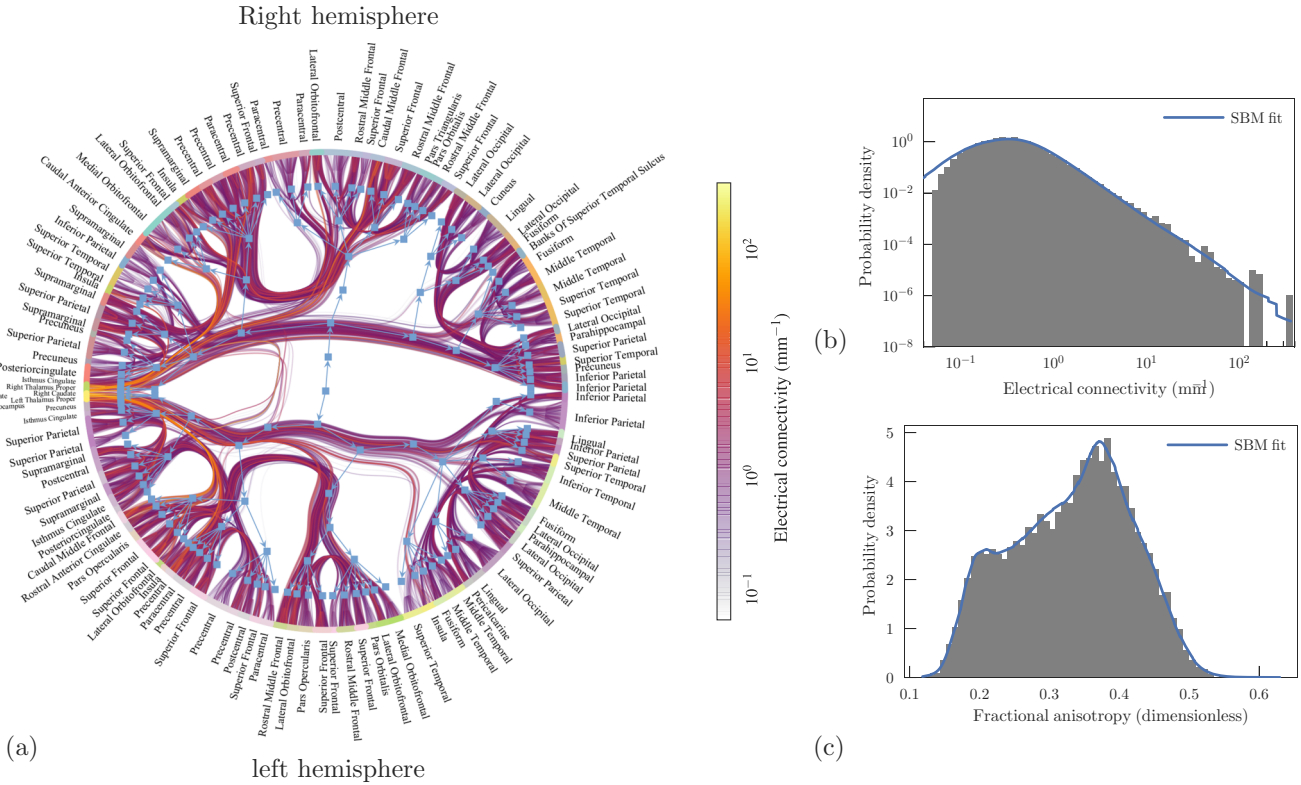 Right hemisphere
Lateral Orbitofrontal
Postcentral
Rostral Middle Frontal
Superior Frontal
Caudal Middle Frontal
Superior Frontal
Rostral Middle Frontal
Pars Triangularis
Pars Orbitalis
Rostral Middle Frontal
Superior Frontal
Lateral Occipital
Lateral Occipital
Cuneus
Lingual
Lateral Occipital
Fusiform
Banks Of Superior Temporal Sulcus
Fusiform
Middle Temporal
Middle Temporal
Superior Temporal
Superior Temporal
Lateral Occipital
Parahippocampal
Superior Parietal
Superior Temporal
Precuneus
Inferior Parietal
Inferior Parietal
Inferior Parietal
Inferior Parietal
Lingual
Inferior Parietal
Superior Parietal
Superior Temporal
Inferior Temporal
Middle Temporal
Fusiform
Lateral Occipital
Parahippocampal
Lateral Occipital
Superior Parietal
Lateral Occipital
Lingual
Pericalcarine
Middle Temporal
Middle Temporal
Fusiform
Insula
Superior Temporal
Medial Orbitofrontal
Lateral Orbitofrontal
Pars Orbitalis
Superior Frontal
Rostral Middle Frontal
Superior Frontal
Superior Frontal
Pars Opercularis
Lateral Orbitofrontal
Rostral Middle Frontal
Paracentral
Superior Frontal
Postcentral
Precentral
Precentral
Superior Frontal
Precentral
Paracentral
Precentral
Insula
Lateral Orbitofrontal
Superior Frontal
Superior Frontal
Pars Opercularis
Rostral Anterior Cingulate
Caudal Middle Frontal
Posteriorcingulate
Isthmus Cingulate
Supramarginal
Superior Parietal
Postcentral
Supramarginal
Superior Parietal
Superior Parietal
Isthmus Cingulate
Precuneus
Left Thalamus Proper
Right Caudate
Right Thalamus Proper
Isthmus Cingulate
Posteriorcingulate
Precuneus
Superior Parietal
Precuneus
Supramarginal
Superior Parietal
Supramarginal
Insula
Superior Temporal
Superior Temporal
Inferior Parietal
Supramarginal
Caudal Anterior Cingulate
Medial Orbitofrontal
Lateral Orbitofrontal
Superior Frontal
Insula
Supramarginal
Precentral
Precentral
Paracentral
Precentral
Superior Frontal
Paracentral
Precentral
Paracentral
left hemisphere
(a)
10² 
10¹
10⁰
10⁻¹
Electrical connectivity (mm⁻¹)
SBM fit
10⁰
10⁻²
10⁻⁴
10⁻⁶
10⁻⁸
Probability density
10⁻¹ 10⁰ 10¹ 10²
Electrical connectivity (mm⁻¹)
(b)
SBM fit
5
4
3
2
1
0
Probability density
0.1 0.2 0.3 0.4 0.5 0.6
Fractional anisotropy (dimensionless)
(c)